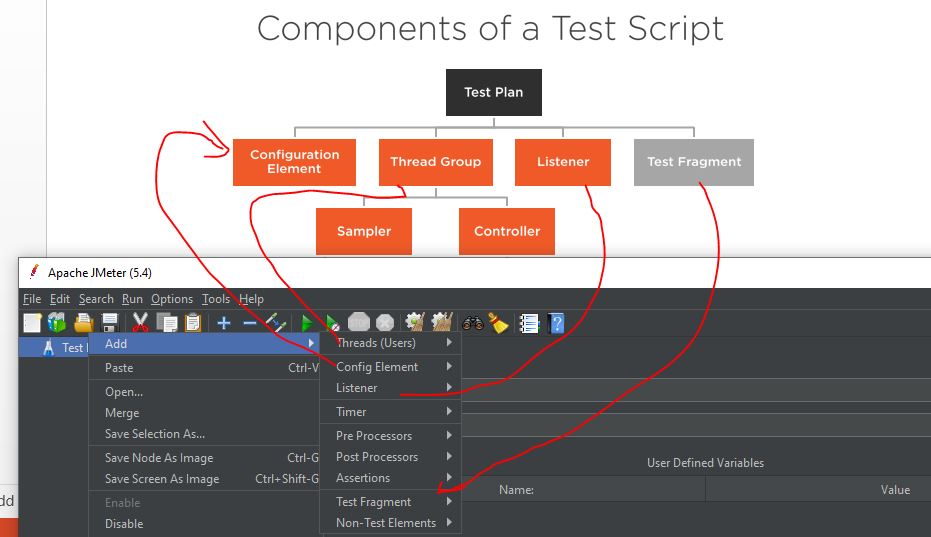 Components of a Test Script
Test Plan
Configuration
Element
Thread Group
Listener
Test Fragment
Sampler
Controller
Apache JMeter (5.4)
File Edit Search Run Options Tools Help
STOP
?
Test
Add
Paste Ctrl-V
Open...
Merge
Save Selection As...
Save Node As Image Ctrl-G
Save Screen As Image Ctrl+Shift-G
Enable
Disable
Threads (Users)
Config Element
Listener
Timer
Pre Processors
Post Processors
Assertions
Test Fragment
Non-Test Elements
User Defined Variables
Name: Value
dd